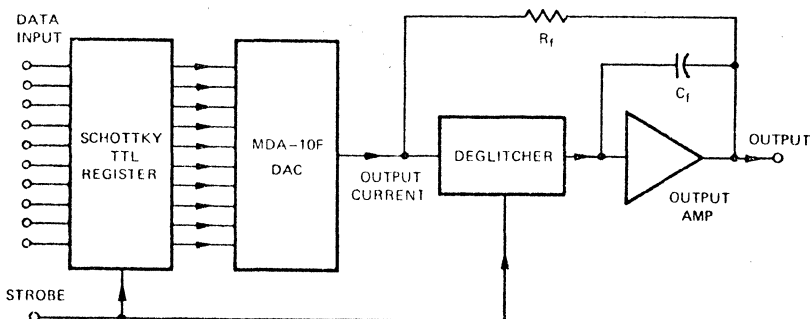 DATA
INPUT
SCHOTTKY
TTL
REGISTER
MDA-10F
DAC
OUTPUT
CURRENT
DEGLITCHER
Rf
Cf
OUTPUT
OUTPUT
AMP
STROBE